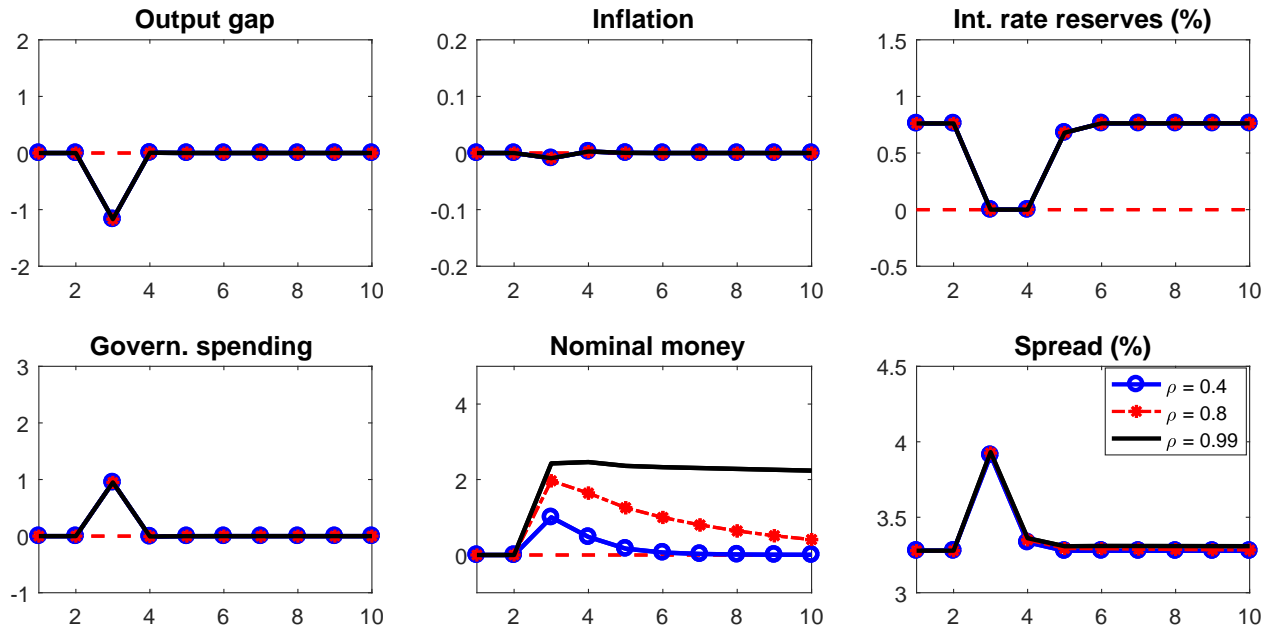 Output gap
2
1
0
-1
-2
2 4 6 8 10
Inflation
0.2
0.1
0
-0.1
-0.2
2 4 6 8 10
Int. rate reserves (%)
1.5
1
0.5
0
-0.5
2 4 6 8 10
Govern. spending
3
2
1
0
-1
2 4 6 8 10
Nominal money
4
2
0
2 4 6 8 10
Spread (%)
4.5
4
3.5
3
2 4 6 8 10
ρ = 0.4
ρ = 0.8
ρ = 0.99